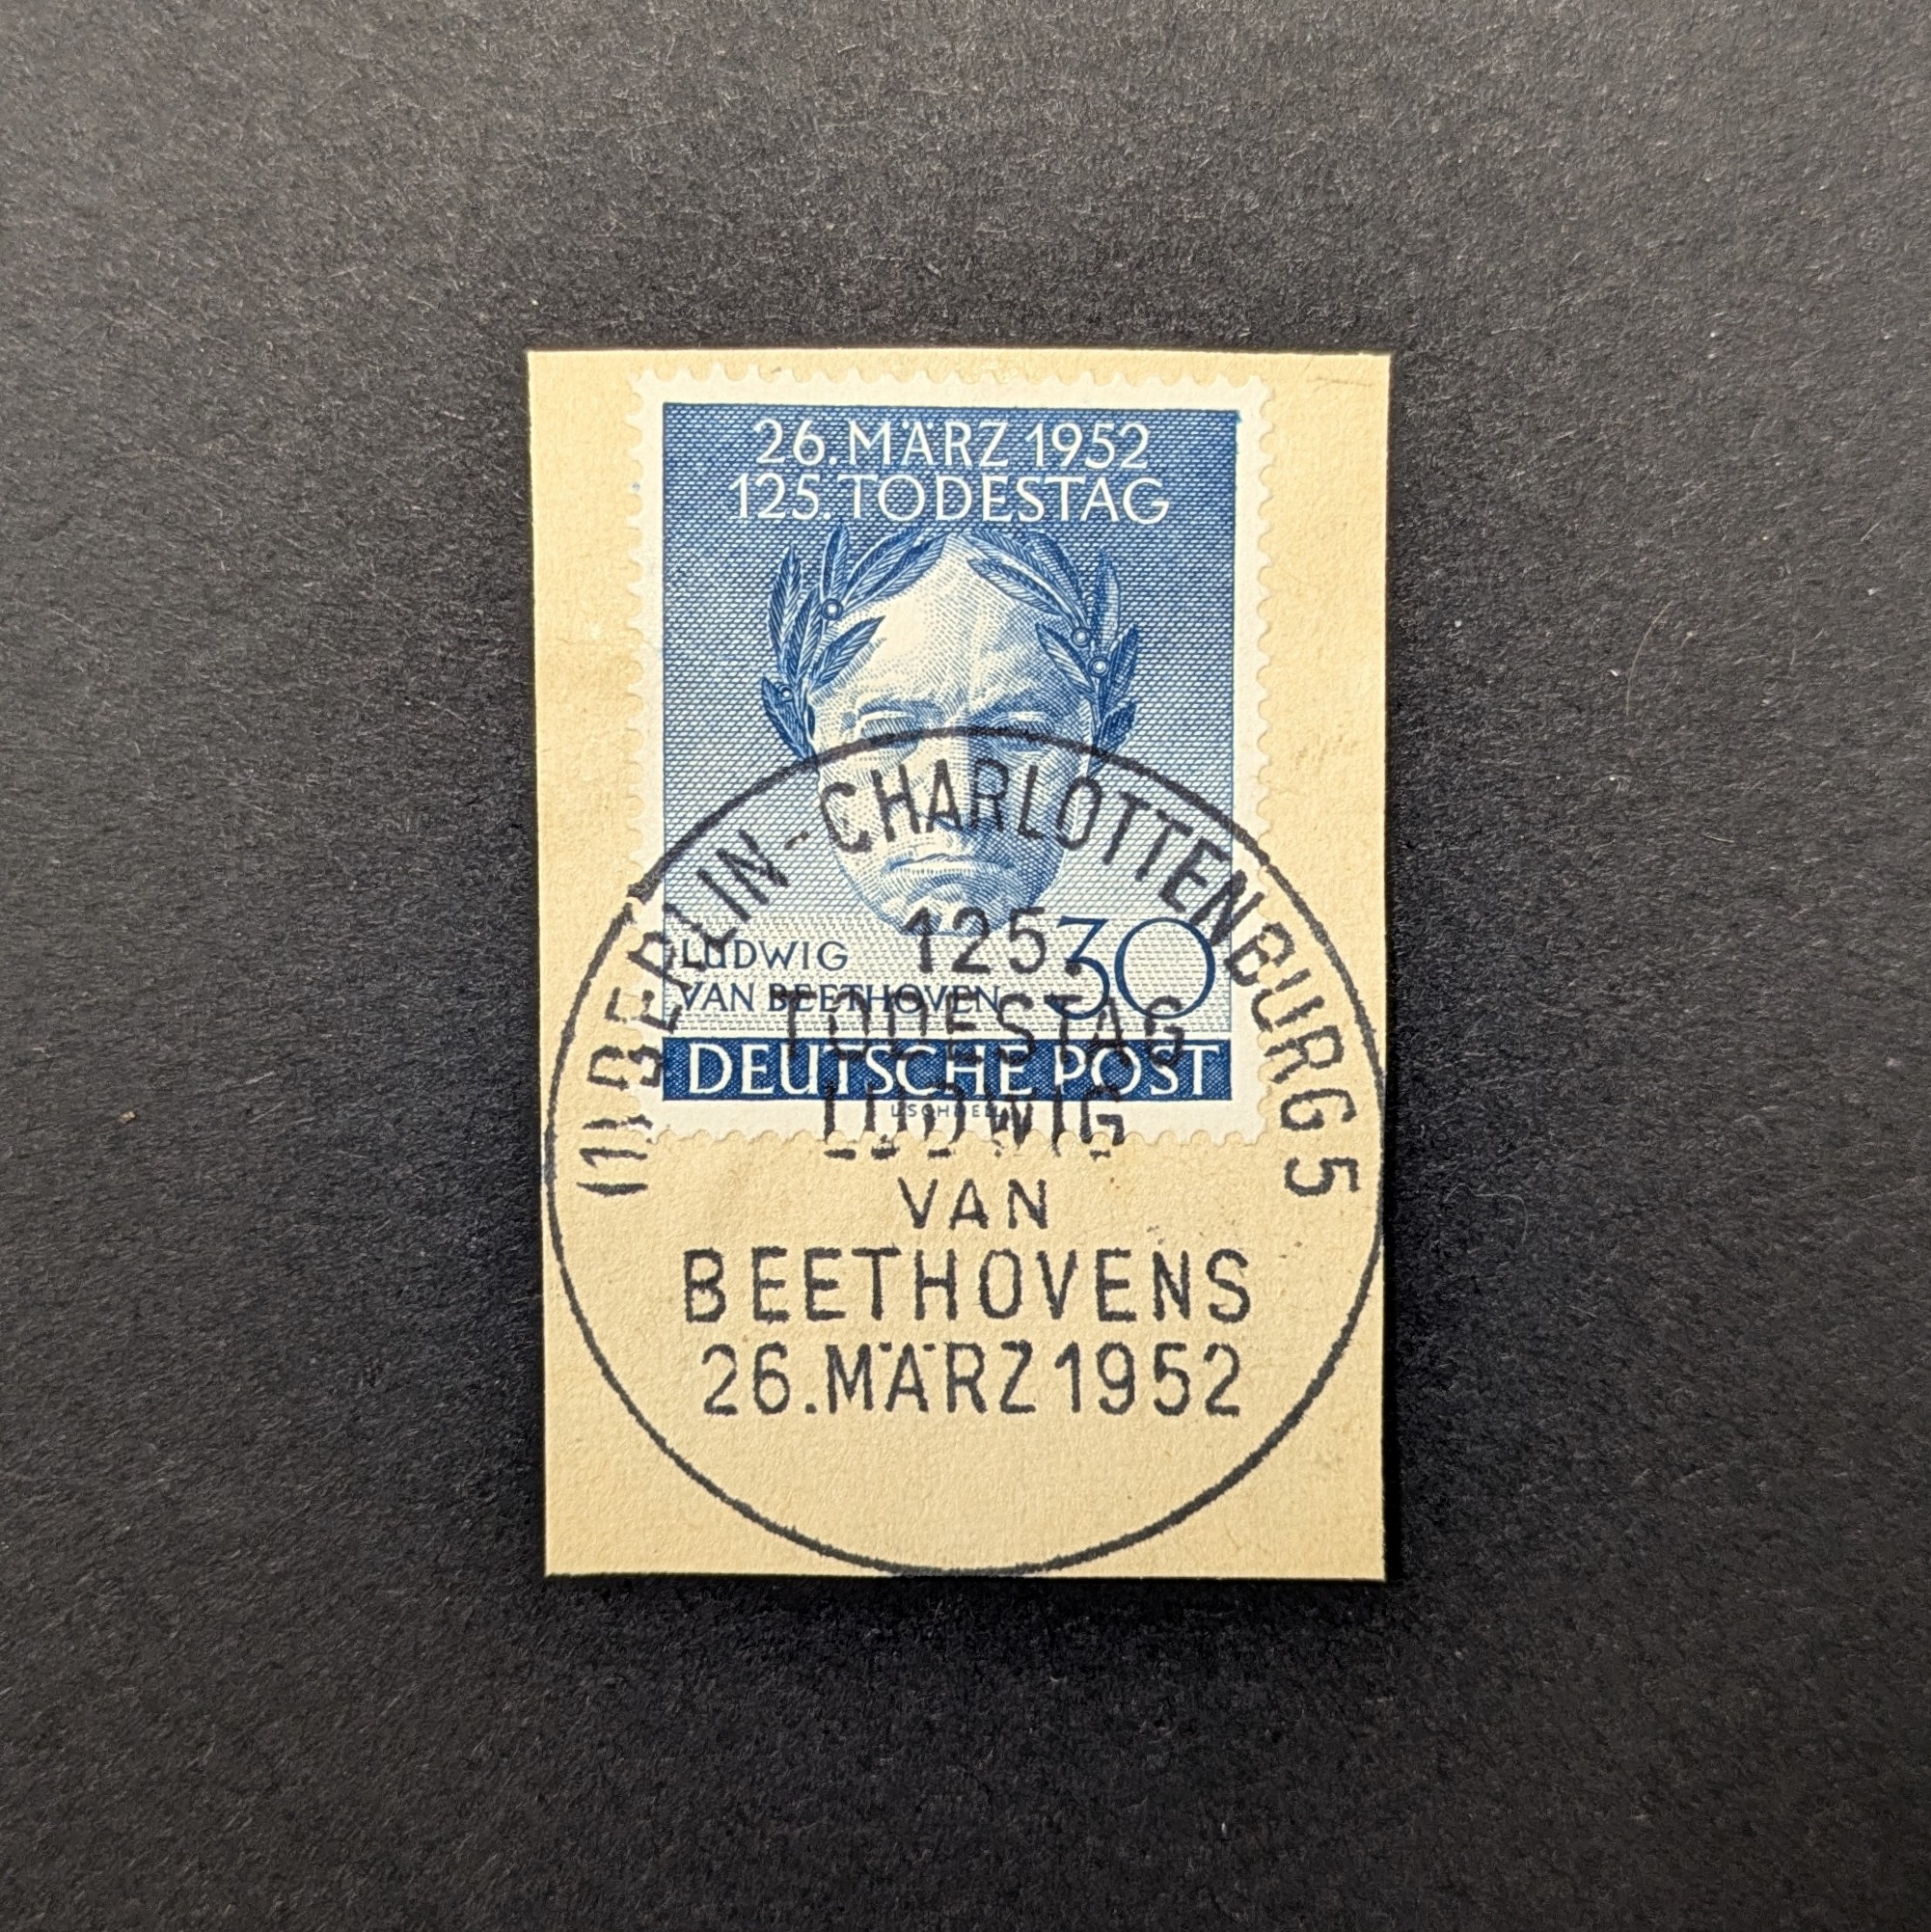 26. MÄRZ 1952
125. TODESTAG
LUDWIG
VAN BEETHOVEN
30
DEUTSCHE POST
L.SCHNELL
(1) BERLIN-CHARLOTTENBURG 5
125.
TODESTAG
LUDWIG
VAN
BEETHOVENS
26. MÄRZ 1952